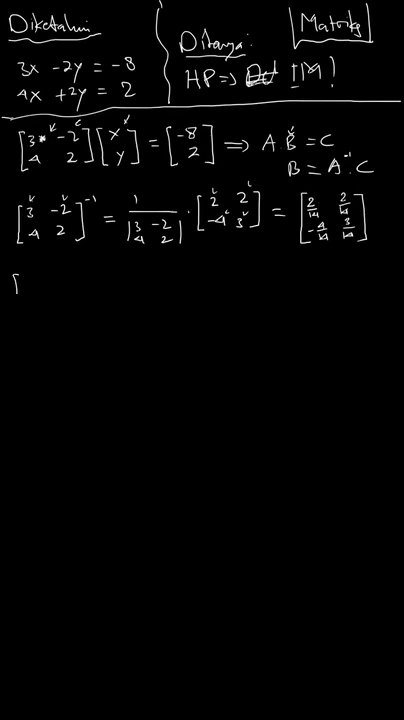 Diketahui
3x - 2y = -8
4x + 2y = 2
Ditanya:
HP =>
Matriks
[3 -2; 4 2] [x; y] = [-8; 2] => A . B = C
B = A⁻¹ . C
[3 -2; 4 2]⁻¹ = 1/|3 -2; 4 2| . [2 2; -4 3] = [2/14 2/14; -4/14 3/14]
[